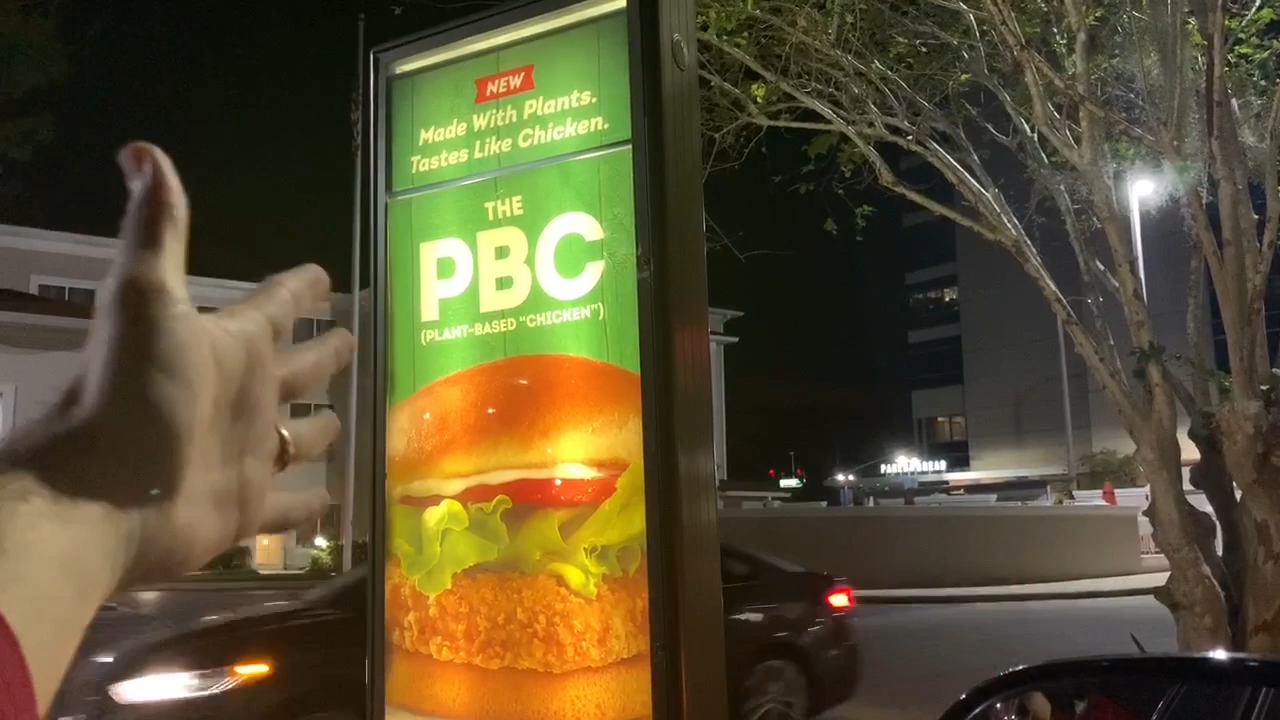 NEW
Made With Plants.
Tastes Like Chicken.
THE
PBC
(PLANT-BASED "CHICKEN")